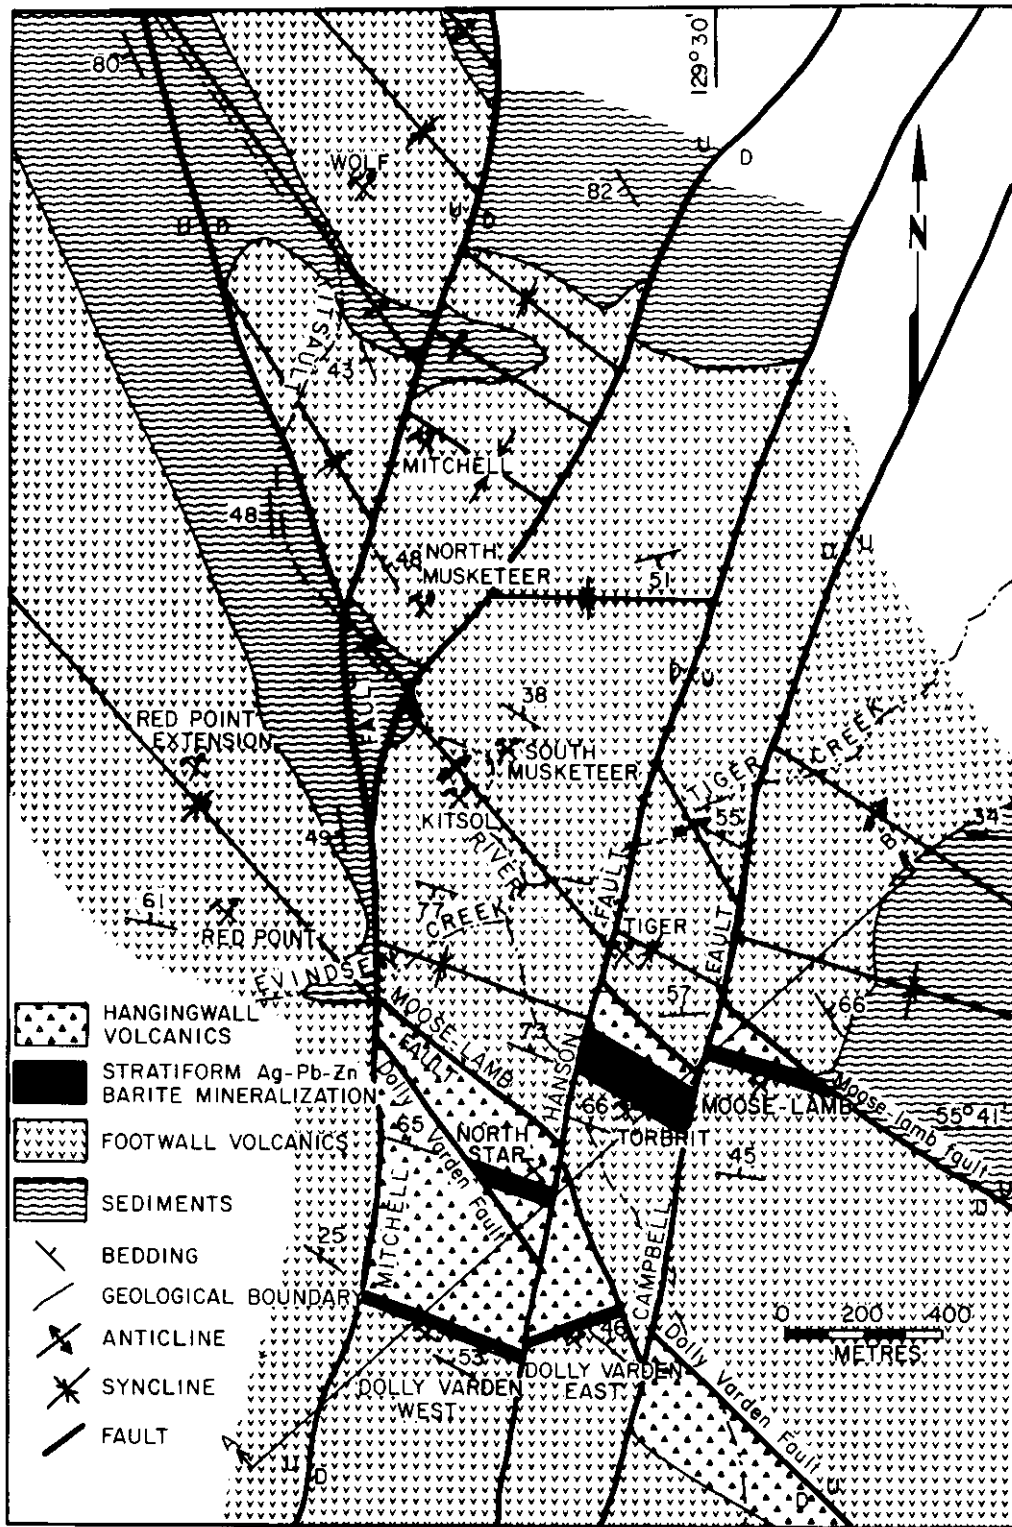 129° 30'
80
WOLF
82
U D
U D
U D
N
KITSAULT
43
MITCHELL
48
48
NORTH
MUSKETEER
51
D U
D U
38
FAULT
RED POINT
EXTENSION
SOUTH
MUSKETEER
TIGER CREEK
KITSOL
RIVER
55
34
B
49
61
77
CREEK
FAULT
RED POINT
TIGER
FAULT
EVINDSEN
57
66
HANGINGWALL
VOLCANICS
MOOSE-LAMB
FAULT
73
HANSON
STRATIFORM Ag-Pb-Zn
BARITE MINERALIZATION
Dolly Varden Fault
66
MOOSE-LAMB
Moose-lamb fault
55° 41'
FOOTWALL VOLCANICS
65
NORTH
STAR
TORBRIT
45
U
D
SEDIMENTS
MITCHELL
CAMPBELL
25
BEDDING
GEOLOGICAL BOUNDARY
0 200 400
METRES
ANTICLINE
46
53
DOLLY VARDEN
WEST
DOLLY VARDEN
EAST
Dolly Varden Fault
SYNCLINE
FAULT
A
U D
D U